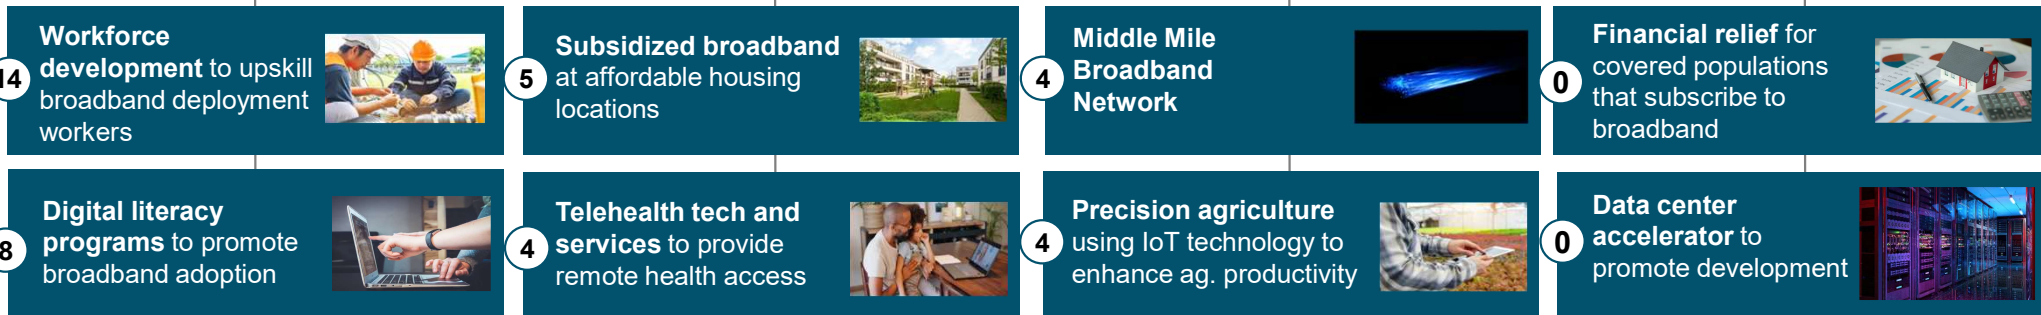 14
Workforce
development to upskill
broadband deployment
workers
5
Subsidized broadband
at affordable housing
locations
4
Middle Mile
Broadband
Network
0
Financial relief for
covered populations
that subscribe to
broadband
8
Digital literacy
programs to promote
broadband adoption
4
Telehealth tech and
services to provide
remote health access
4
Precision agriculture
using IoT technology to
enhance ag. productivity
0
Data center
accelerator to
promote development